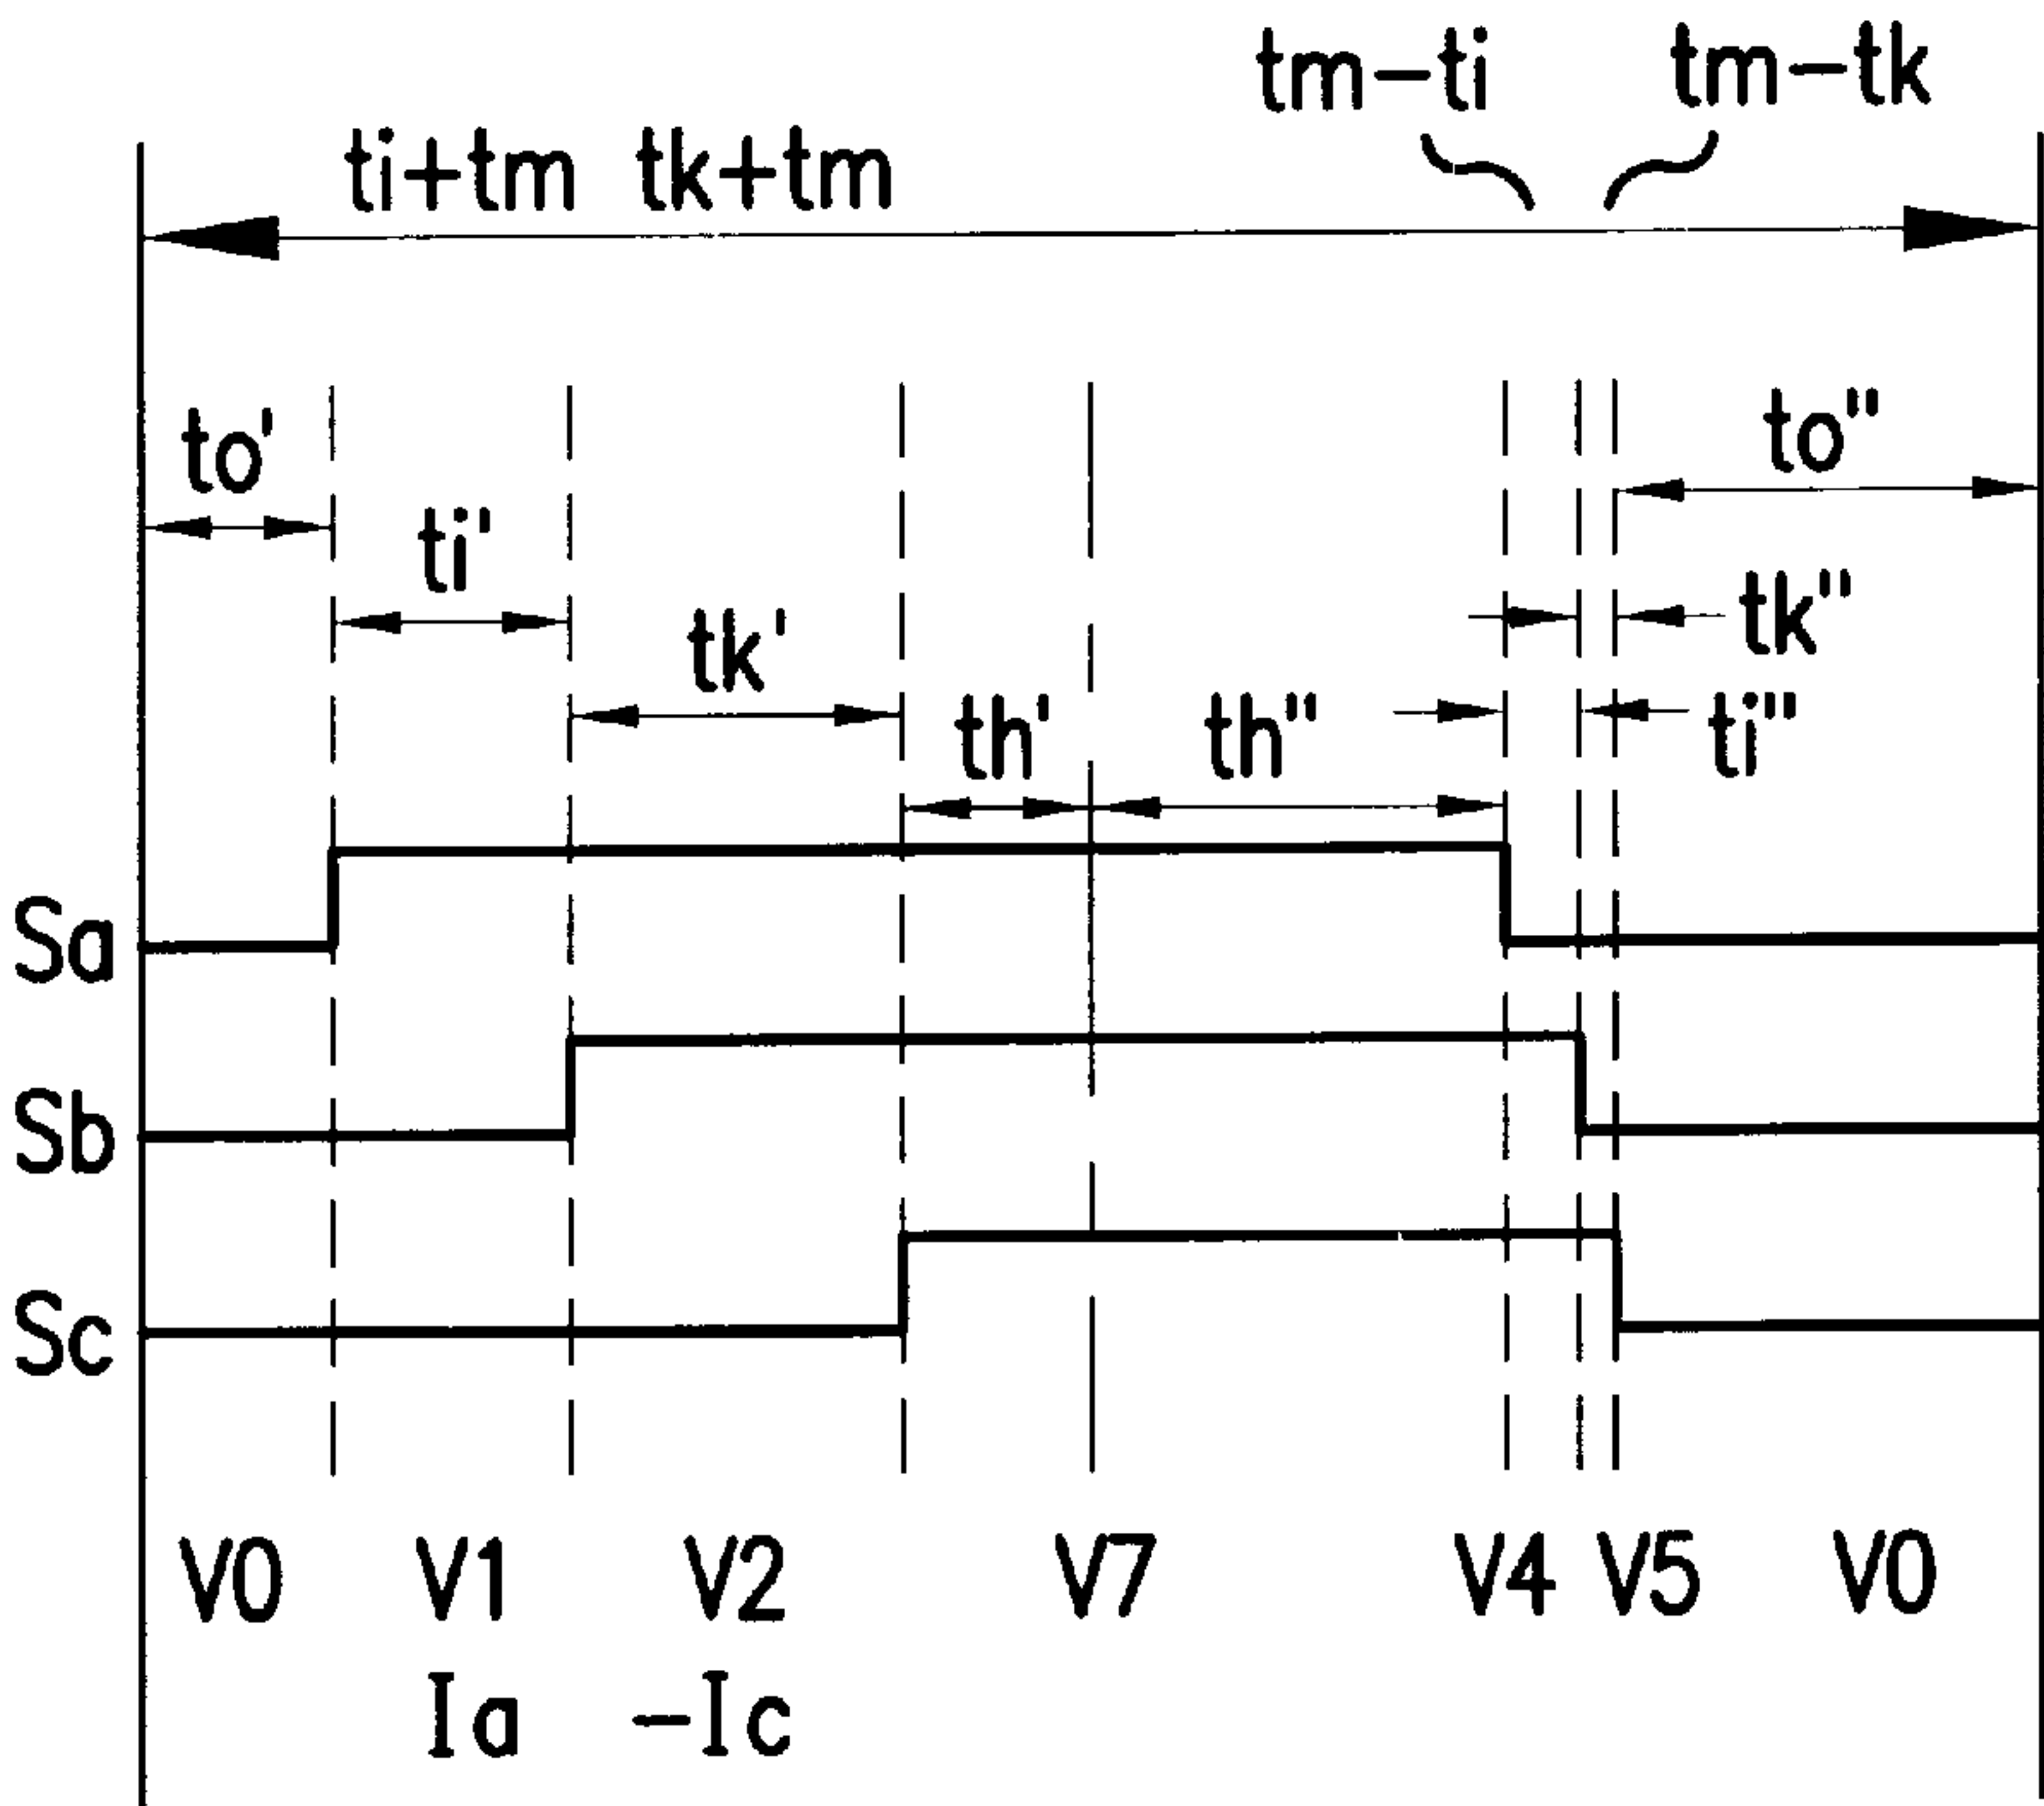 tm-ti tm-tk
ti+tm tk+tm
to' to"
ti' tk"
tk' th' th" ti"
Sa
Sb
Sc
V0 V1 V2 V7 V4 V5 V0
Ia -Ic